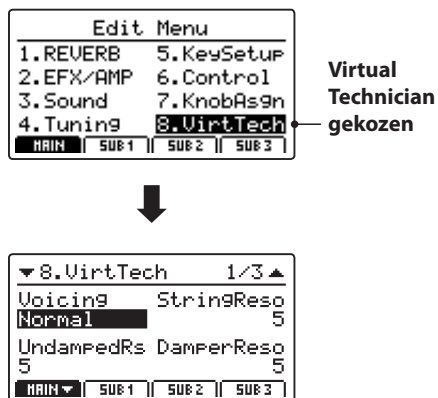 Edit Menu
1.REVERB 5.KeySetup
2.EFX/AMP 6.Control
3.Sound 7.KnobAsgn
4.Tuning 8.VirtTech
MAIN SUB1 SUB2 SUB3
Virtual
Technician
gekozen
▼8.VirtTech 1/3▲
Voicing StringReso
Normal 5
UndampedRs DamperReso
5 5
MAIN▼ SUB1 SUB2 SUB3